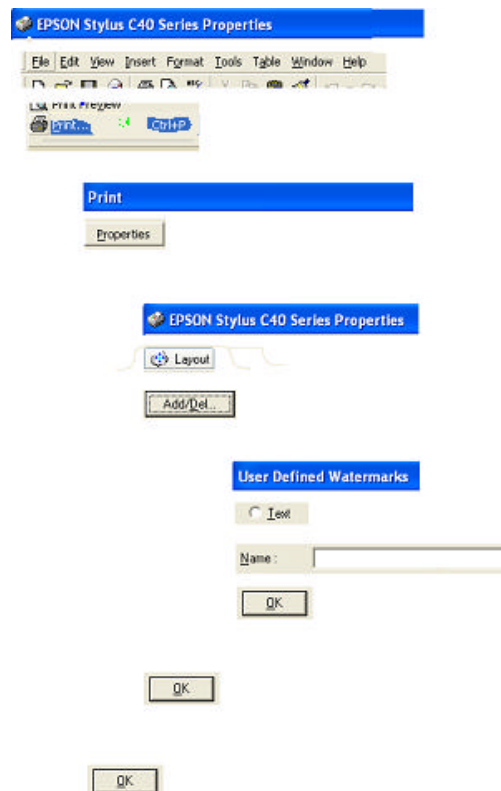 EPSON Stylus C40 Series Properties
File Edit View Insert Format Tools Table Window Help
Print Preview
Print... Ctrl+P
Print
Properties
EPSON Stylus C40 Series Properties
Layout
Add/Del...
User Defined Watermarks
Text
Name :
OK
OK
OK